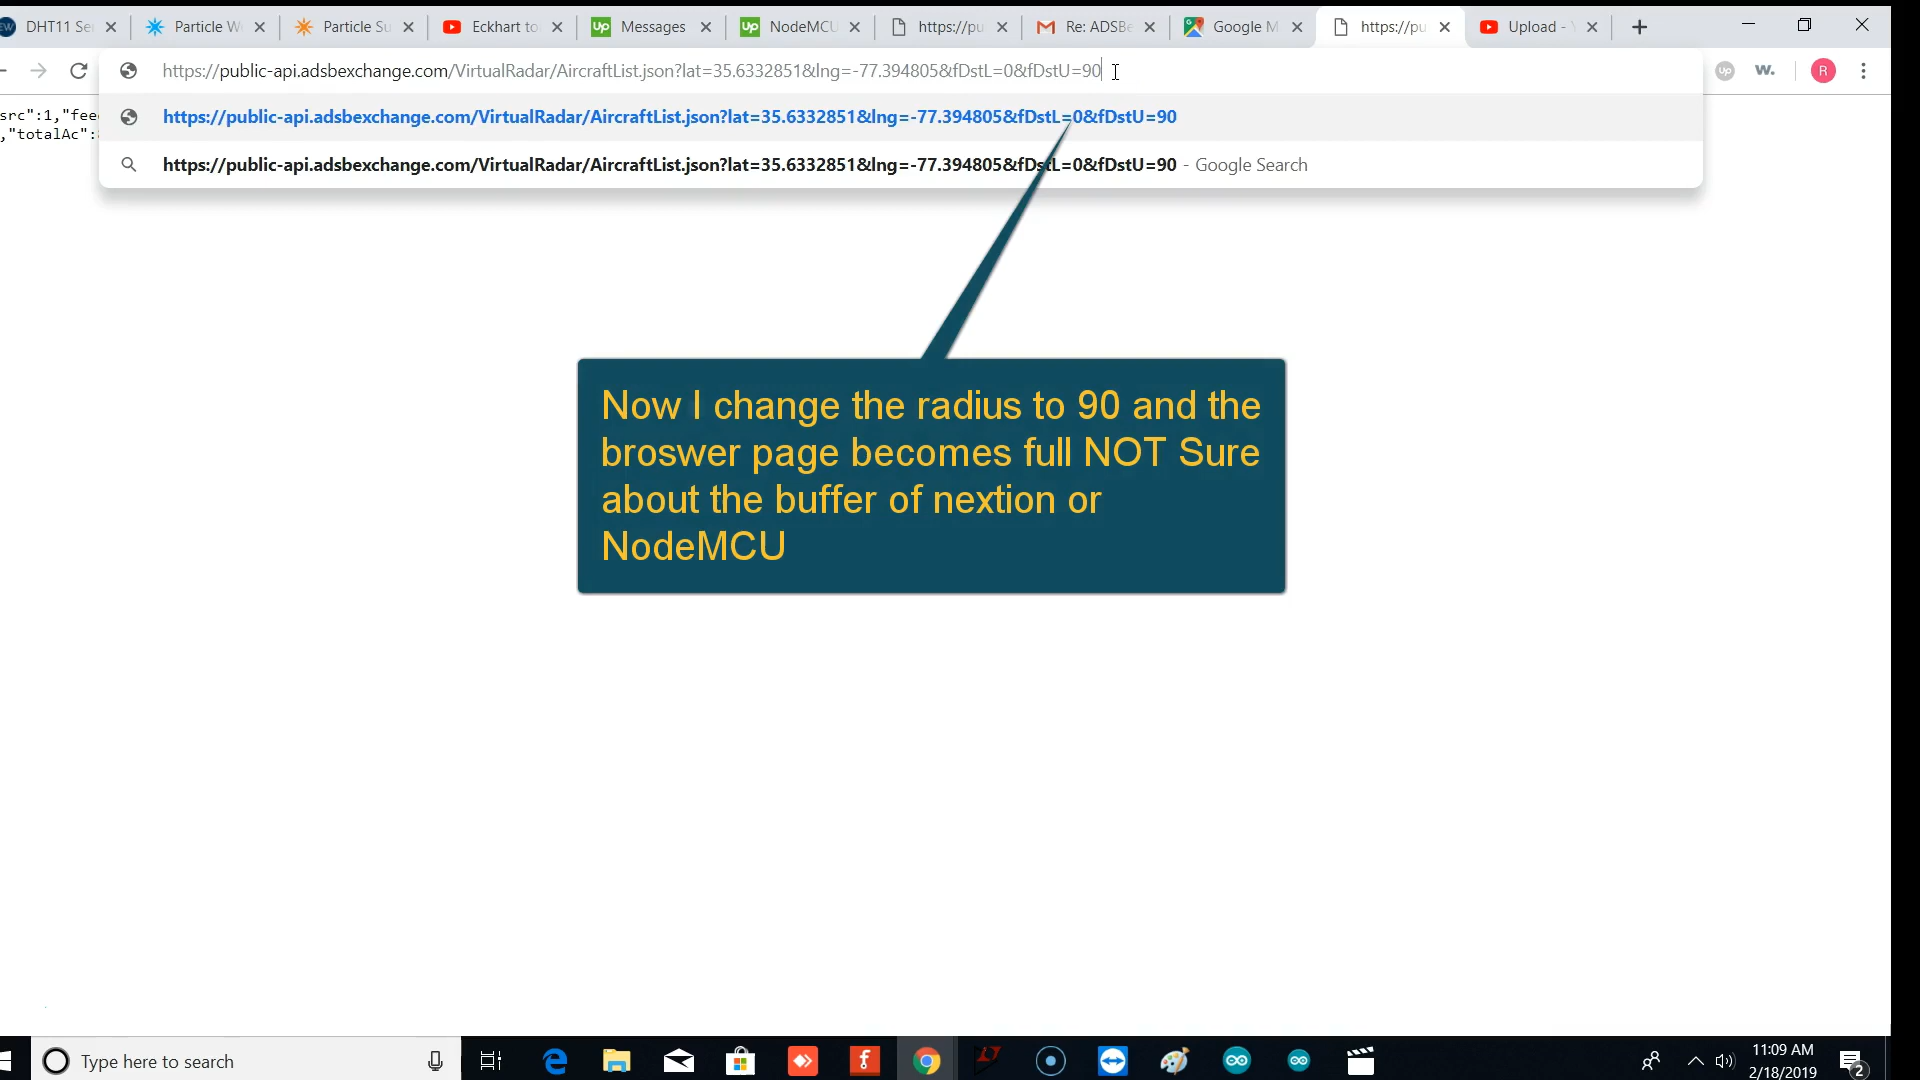 DHT11 Se
Particle W
Particle Su
Eckhart to
Messages
NodeMCU
https://pu
Re: ADSBe
Google M
https://pu
Upload - Y
https://public-api.adsbexchange.com/VirtualRadar/AircraftList.json?lat=35.6332851&lng=-77.394805&fDstL=0&fDstU=90
up
w.
R
src":1,"fee
,"totalAc":
https://public-api.adsbexchange.com/VirtualRadar/AircraftList.json?lat=35.6332851&lng=-77.394805&fDstL=0&fDstU=90
https://public-api.adsbexchange.com/VirtualRadar/AircraftList.json?lat=35.6332851&lng=-77.394805&fDstL=0&fDstU=90 - Google Search
Now I change the radius to 90 and the
broswer page becomes full NOT Sure
about the buffer of nextion or
NodeMCU
Type here to search
11:09 AM
2/18/2019
2